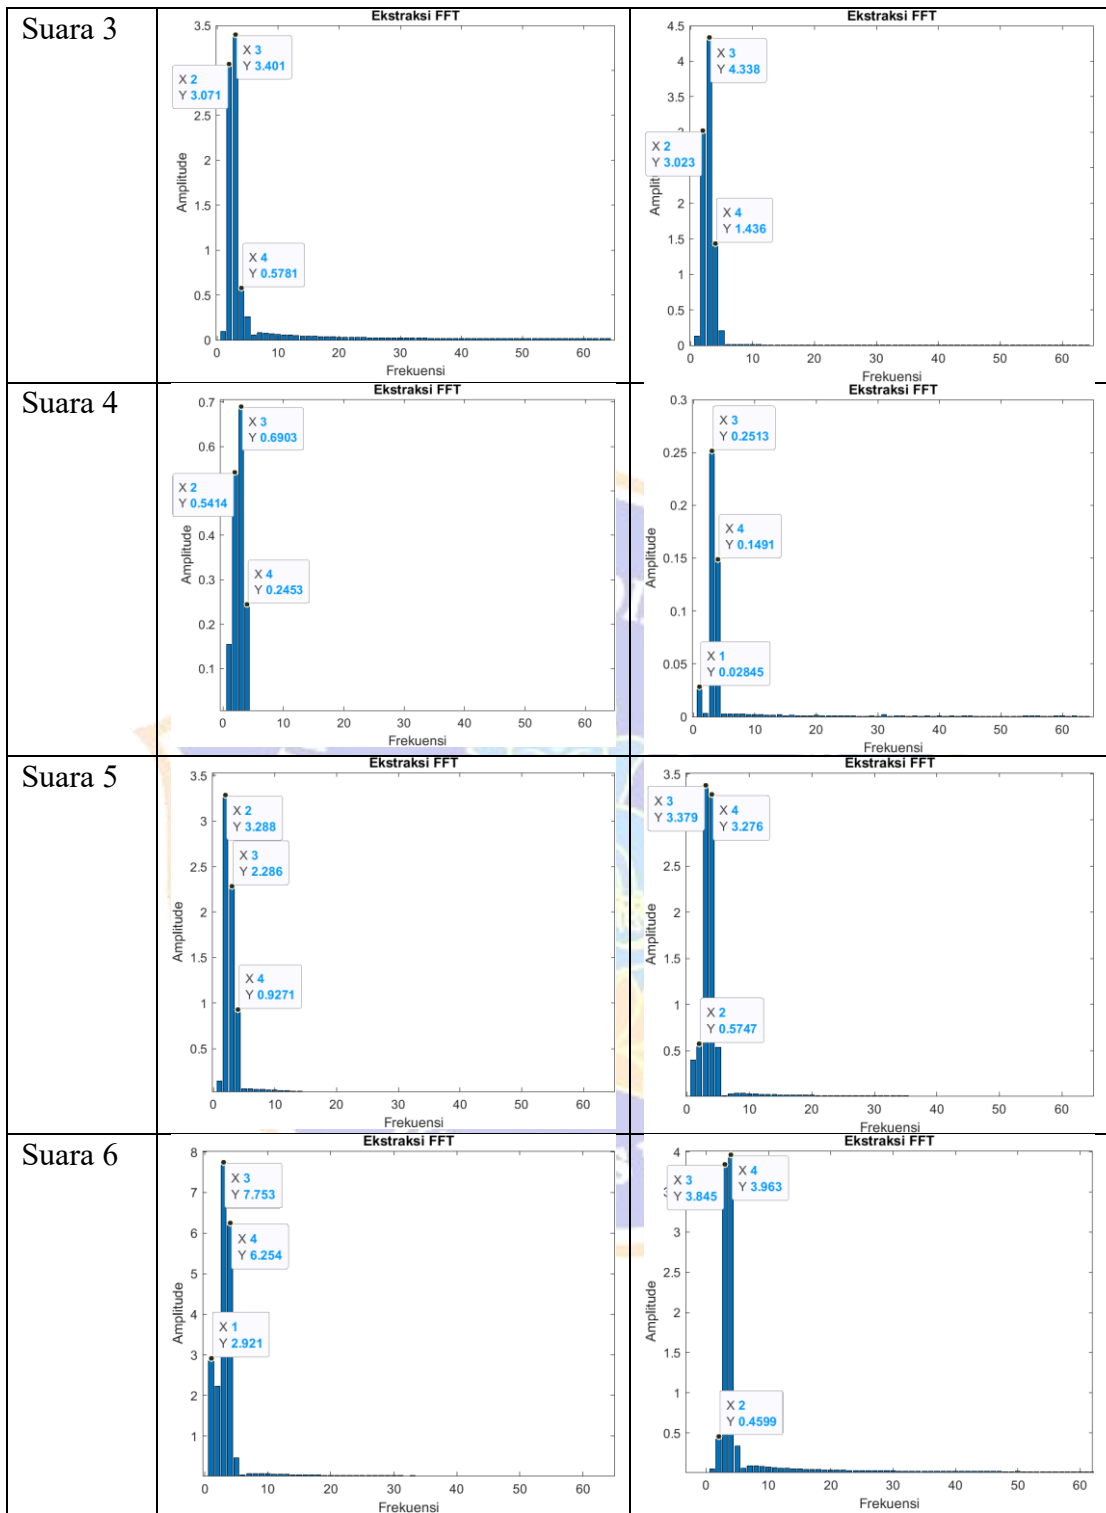 Suara 3
Ekstraksi FFT
3.5
X 3
Y 3.401
X 2
Y 3.071
2.5
2
1.5
1
X 4
Y 0.5781
0.5
0
Amplitude
0 10 20 30 40 50 60
Frekuensi
Ekstraksi FFT
4.5
X 3
Y 4.338
4
3.5
X 2
Y 3.023
2
X 4
Y 1.436
1.5
1
0.5
0
0 10 20 30 40 50 60
Frekuensi
Suara 4
Ekstraksi FFT
0.7
X 3
Y 0.6903
0.6
X 2
Y 0.5414
0.4
0.3
X 4
Y 0.2453
0.2
0.1
Amplitude
0 10 20 30 40 50 60
Frekuensi
Ekstraksi FFT
0.3
X 3
Y 0.2513
0.25
0.2
X 4
Y 0.1491
0.15
0.1
X 1
Y 0.02845
0.05
0
Amplitude
0 10 20 30 40 50 60
Frekuensi
Suara 5
Ekstraksi FFT
3.5
X 2
Y 3.288
3
X 3
Y 2.286
2.5
2
1.5
X 4
Y 0.9271
1
0.5
Amplitude
0 10 20 30 40 50 60
Frekuensi
Ekstraksi FFT
3.5
X 3
Y 3.379
X 4
Y 3.276
2.5
2
1.5
1
X 2
Y 0.5747
0.5
Amplitude
0 10 20 30 40 50 60
Frekuensi
Suara 6
Ekstraksi FFT
8
X 3
Y 7.753
7
6
X 4
Y 6.254
5
4
X 1
Y 2.921
3
2
1
Amplitude
0 10 20 30 40 50 60
Frekuensi
Ekstraksi FFT
4
X 3
Y 3.845
X 4
Y 3.963
3
2.5
2
1.5
1
X 2
Y 0.4599
0.5
Amplitude
0 10 20 30 40 50 60
Frekuensi